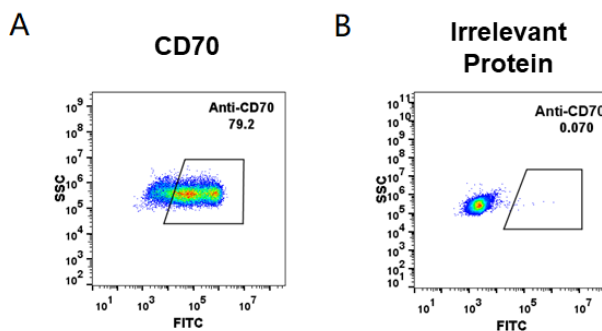 A
CD70
Anti-CD70
79.2
10⁹
10⁸
10⁷
10⁶
10⁵
10⁴
10³
10²
SSC
10¹
10³
10⁵
10⁷
FITC
B
Irrelevant
Protein
Anti-CD70
0.070
10¹¹
10¹⁰
10⁹
10⁸
10⁷
10⁶
10⁵
10⁴
10³
10²
10¹
SSC
10¹
10³
10⁵
10⁷
FITC